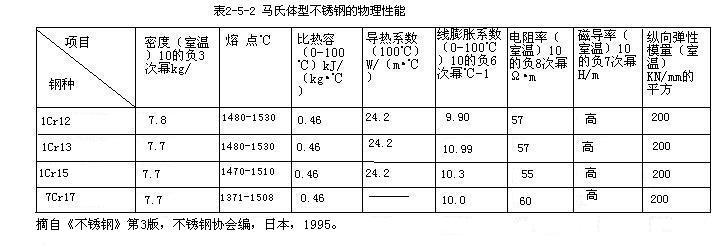 表2-5-2 马氏体型不锈钢的物理性能
项目
钢种
密度（室温
）10的负3
次幂kg/
熔 点℃
比热容
（0-100
℃）kJ/
（kg•℃
）
导热系数
（100℃）
W/（m•℃
）
线膨胀系数
（0-100℃
）10的负6
次幂℃-1
电阻率（
室温）10
的负8次幂
Ω•m
磁导率（
室温）10
的负7次幂
H/m
纵向弹性
模量（室
温）
KN/mm的
平方
1Cr12 7.8 1480-1530 0.46 24.2 9.90 57 高 200
1Cr13 7.7 1480-1530 0.46 24.2 10.99 57 高 200
1Cr15 7.7 1470-1510 0.46 24.2 10.3 55 高 200
7Cr17 7.7 1371-1508 0.46 —— 10.0 60 高 200
摘自《不锈钢》第3版，不锈钢协会编，日本，1995。